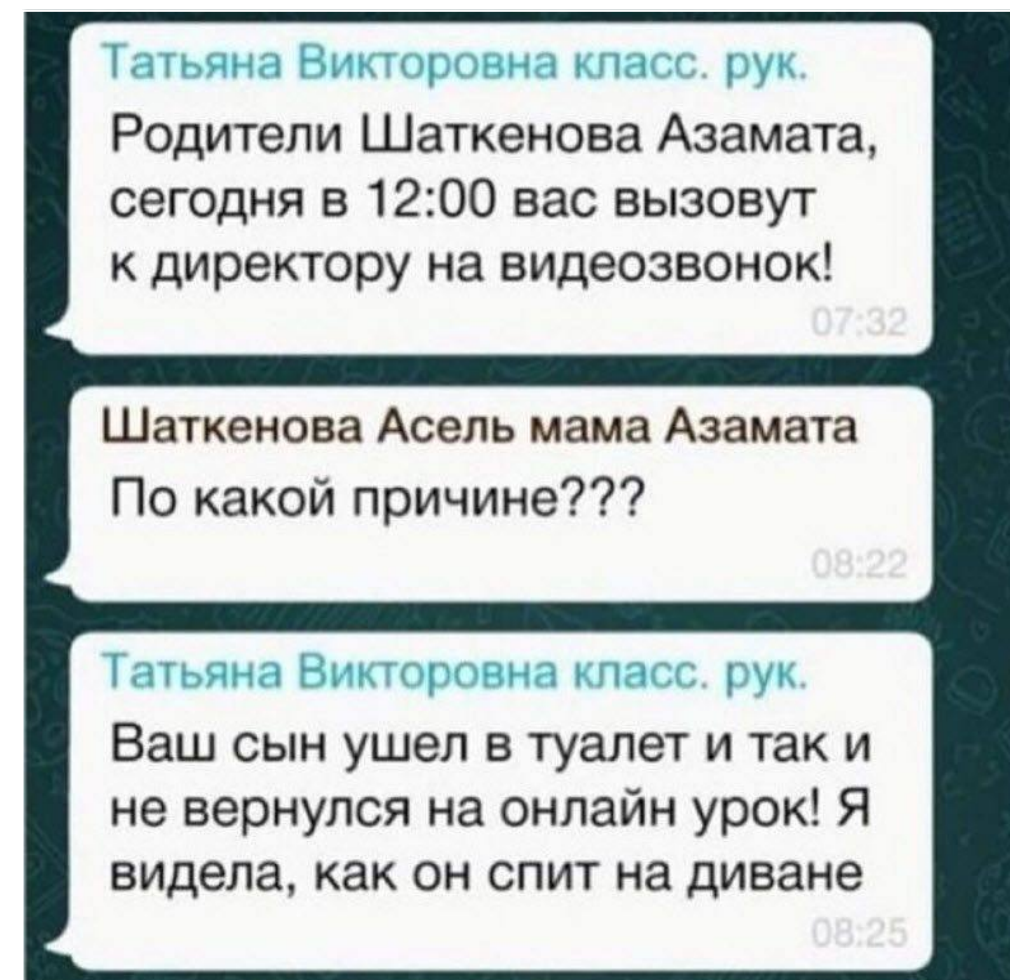 Татьяна Викторовна класс. рук.
Родители Шаткенова Азамата,
сегодня в 12:00 вас вызовут
к директору на видеозвонок!
07:32
Шаткенова Асель мама Азамата
По какой причине???
08:22
Татьяна Викторовна класс. рук.
Ваш сын ушел в туалет и так и
не вернулся на онлайн урок! Я
видела, как он спит на диване
08:25